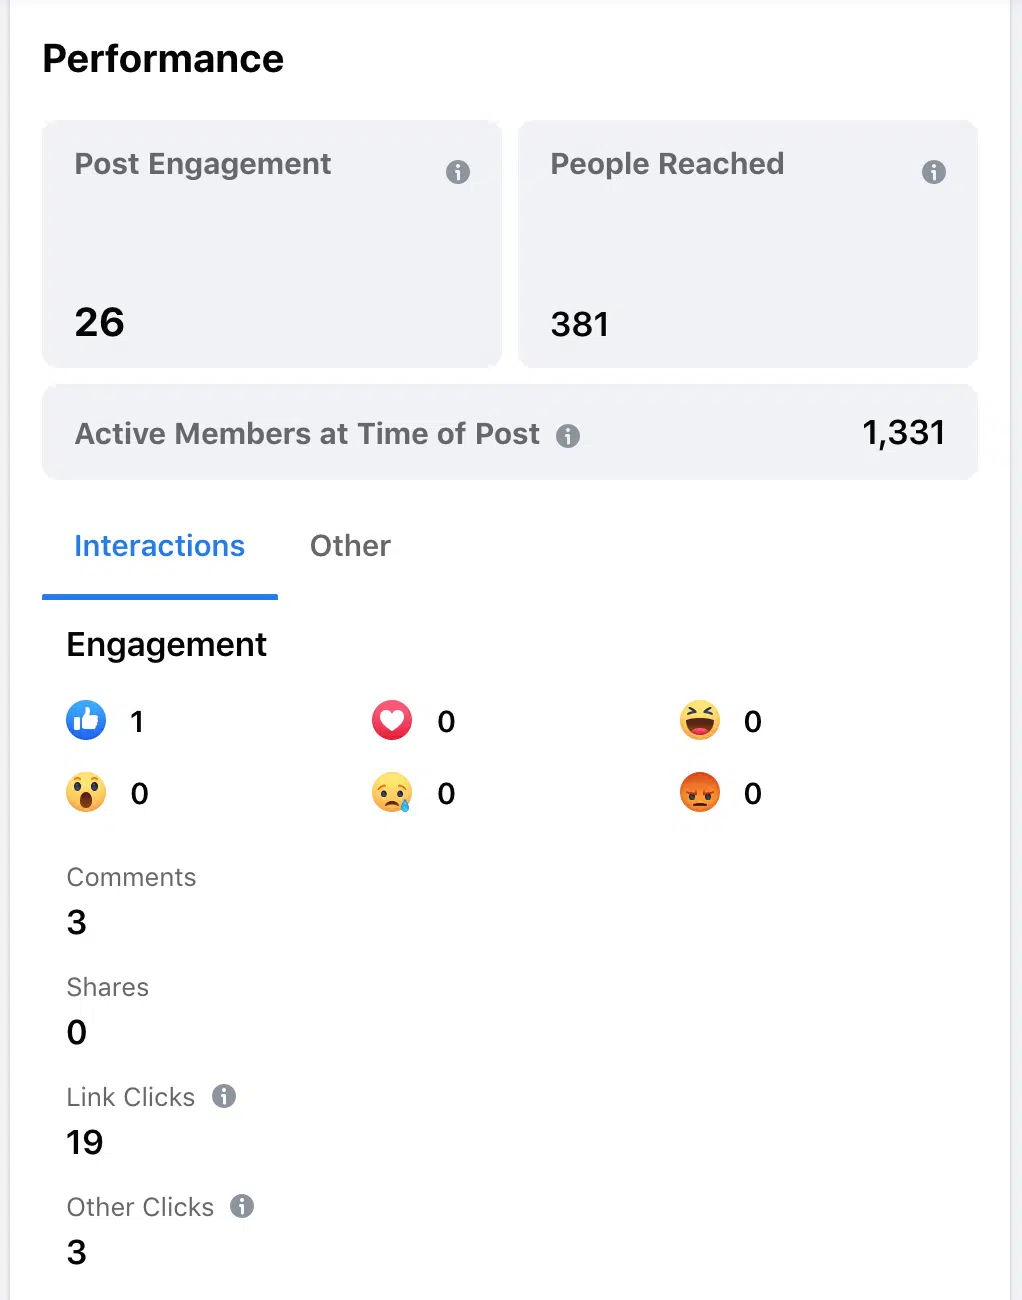 Performance
Post Engagement
People Reached
26
381
Active Members at Time of Post 1,331
Interactions Other
Engagement
1 0 0
0 0 0
Comments
3
Shares
0
Link Clicks
19
Other Clicks
3